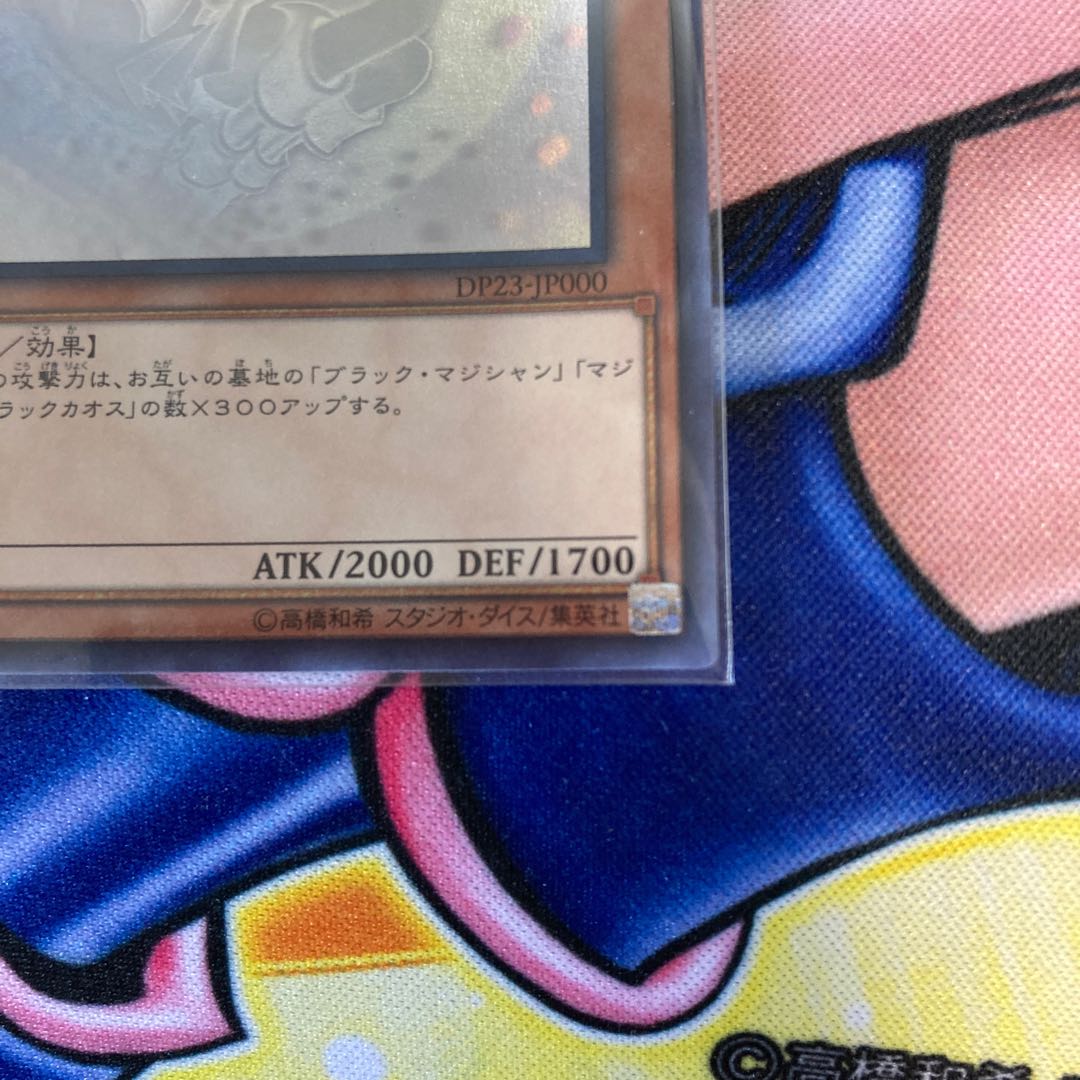 DP23-JP000
／効果】
の攻撃力は、お互いの墓地の「ブラック・マジシャン」「マジ
ラックカオス」の数×３００アップする。
ATK/2000 DEF/1700
©高橋和希 スタジオ・ダイス/集英社
©高橋和希